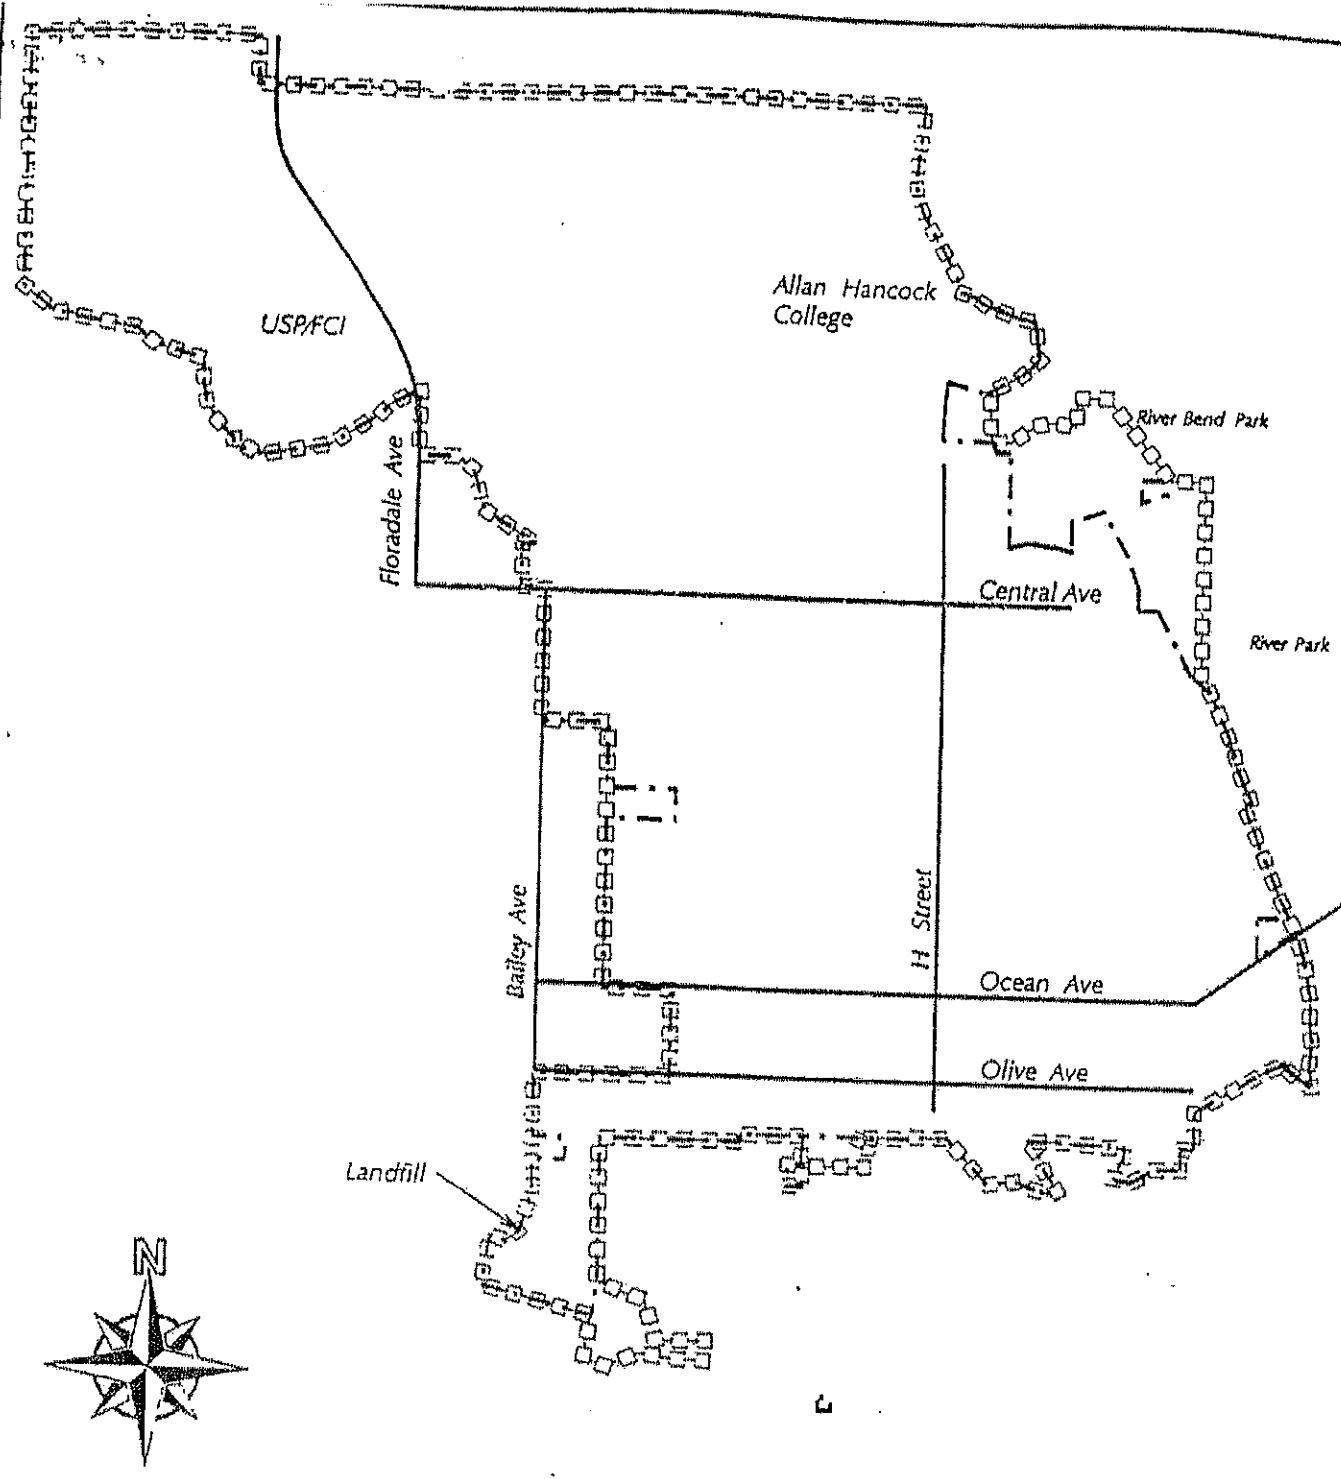 Allan Hancock
College
USP/FCI
River Bend Park
Floradale Ave
Central Ave
River Park
Bailey Ave
H Street
Ocean Ave
Olive Ave
Landfill
N